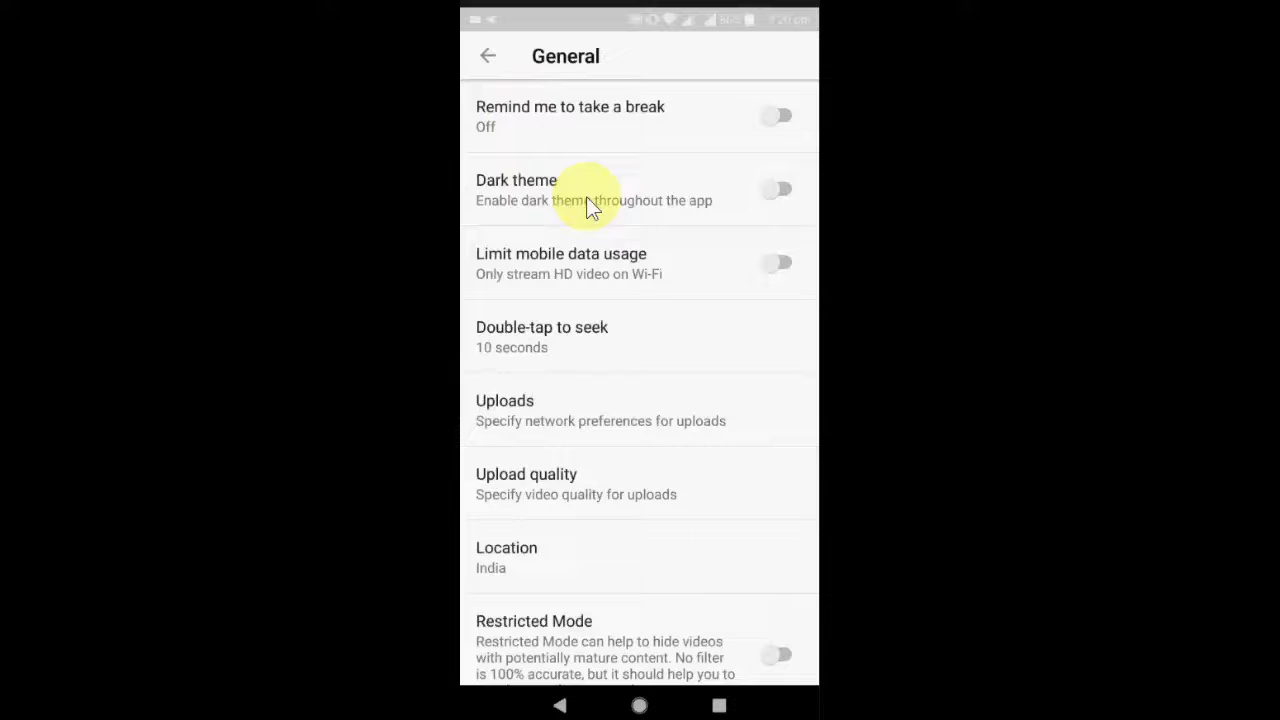 General
Remind me to take a break
Off
Dark theme
Enable dark theme throughout the app
Limit mobile data usage
Only stream HD video on Wi-Fi
Double-tap to seek
10 seconds
Uploads
Specify network preferences for uploads
Upload quality
Specify video quality for uploads
Location
India
Restricted Mode
Restricted Mode can help to hide videos
with potentially mature content. No filter
is 100% accurate, but it should help you to